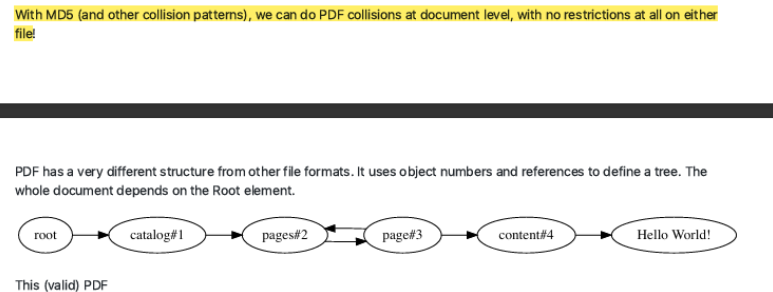 With MD5 (and other collision patterns), we can do PDF collisions at document level, with no restrictions at all on either
file!
PDF has a very different structure from other file formats. It uses object numbers and references to define a tree. The
whole document depends on the Root element.
root catalog#1 pages#2 page#3 content#4 Hello World!
This (valid) PDF